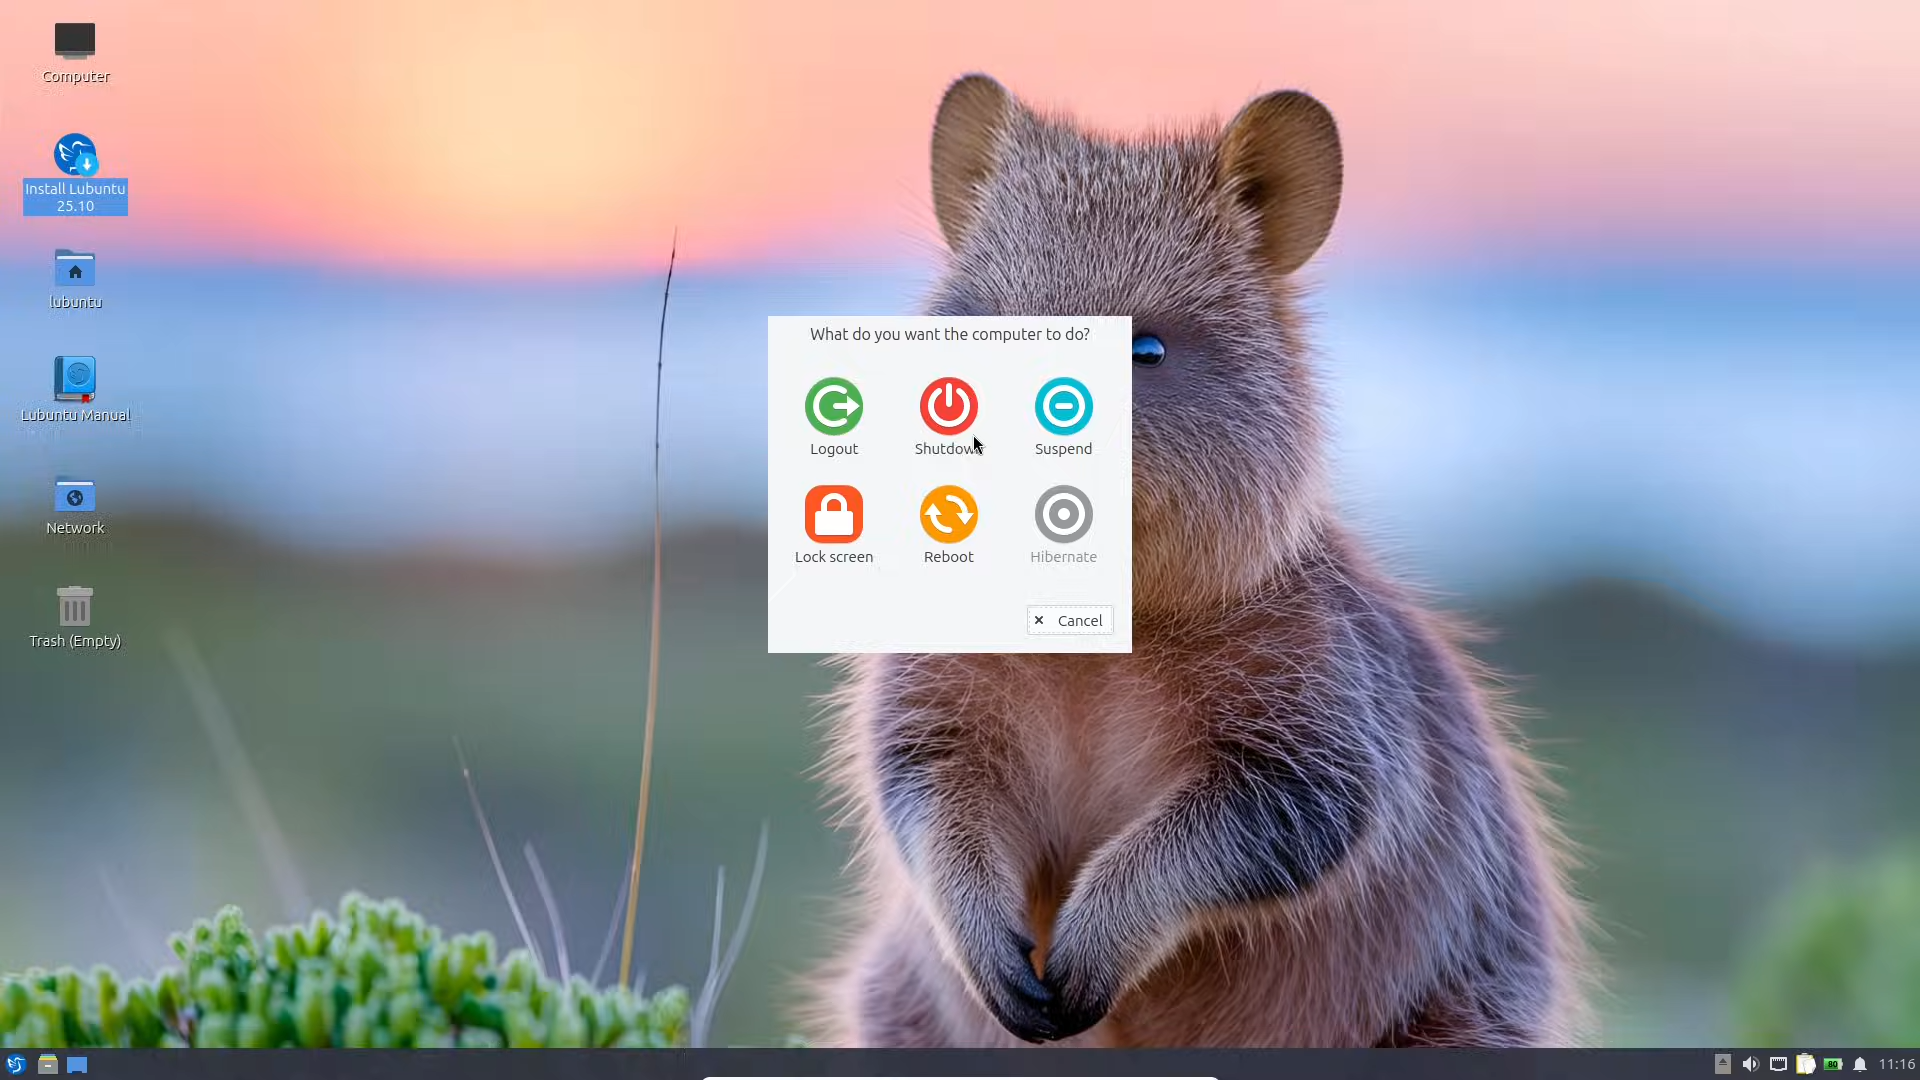 Computer
Install Lubuntu
25.10
lubuntu
Lubuntu Manual
Network
Trash (Empty)
What do you want the computer to do?
Logout
Shutdown
Suspend
Lock screen
Reboot
Hibernate
Cancel
80
11:16